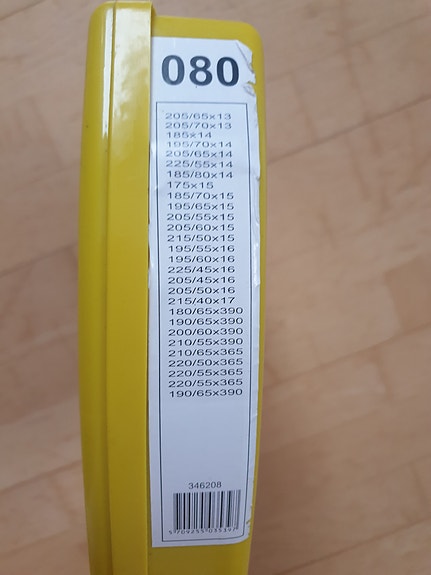 080
205/65x13
205/70x13
185x14
195/70x14
205/65x14
225/55x14
185/80x14
175x15
185/70x15
195/65x15
205/55x15
205/60x15
215/50x15
195/55x16
195/60x16
225/45x16
205/45x16
205/50x16
215/40x17
180/65x390
190/65x390
200/60x390
210/55x390
210/65x365
220/50x365
220/55x365
220/55x365
190/65x390
346208